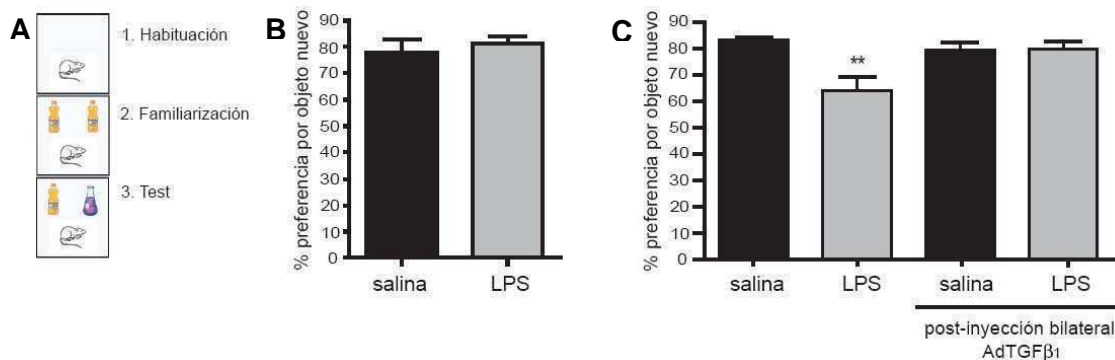 A
1. Habituación
2. Familiarización
3. Test
B
% preferencia por objeto nuevo
90
80
70
60
50
40
30
20
10
0
salina LPS
C
% preferencia por objeto nuevo
90
80
70
60
50
40
30
20
10
0
**
salina LPS salina LPS
post-inyección bilateral
AdTGFβ1